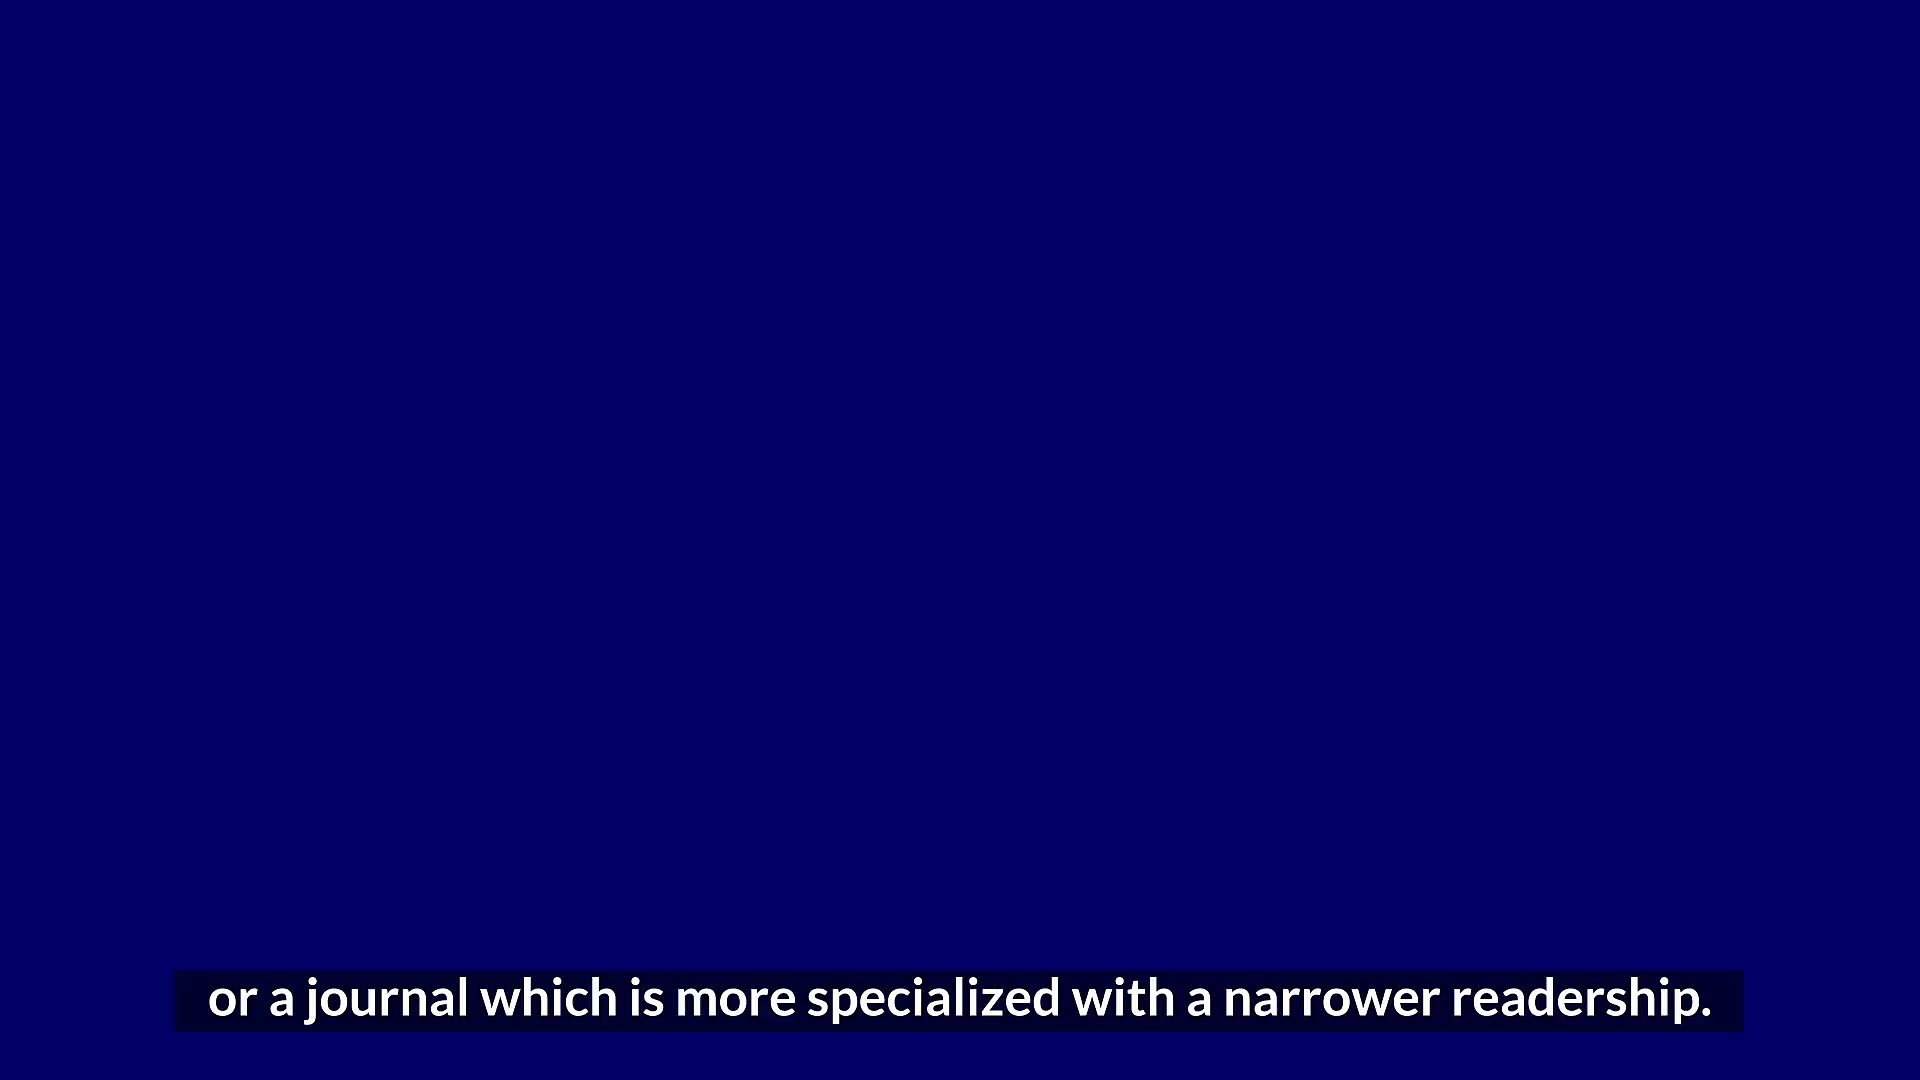 or a journal which is more specialized with a narrower readership.